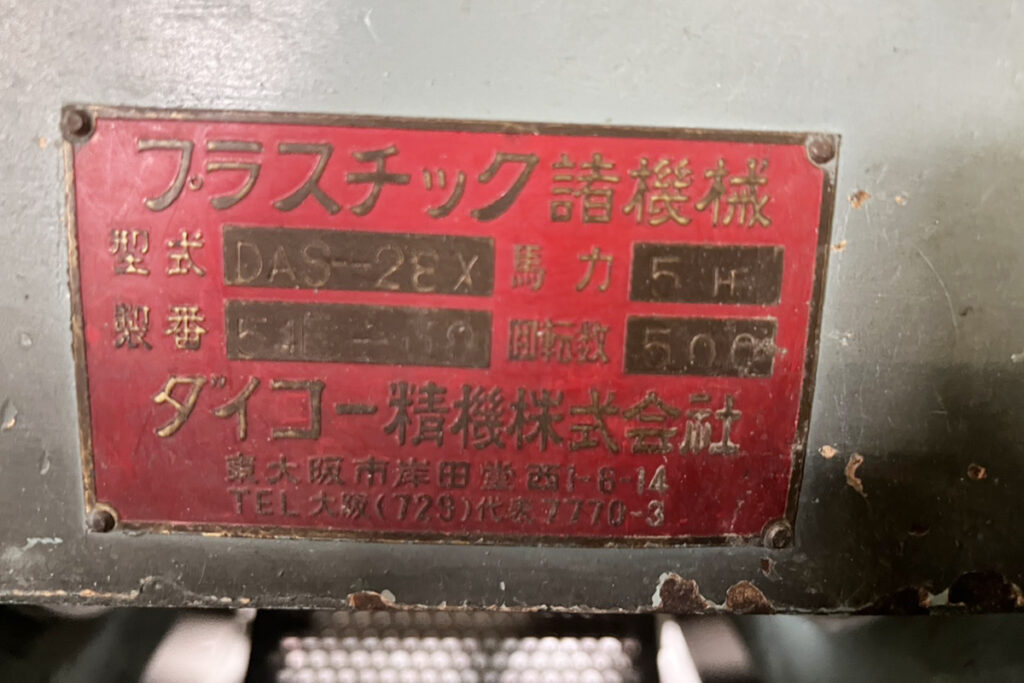 プラスチック諸機械
型式 DAS-28X 馬力 5 H
製番 回転数 500
ダイコー精機株式会社
東大阪市岸田堂西1-6-14
TEL 大阪(728)代表7770-3